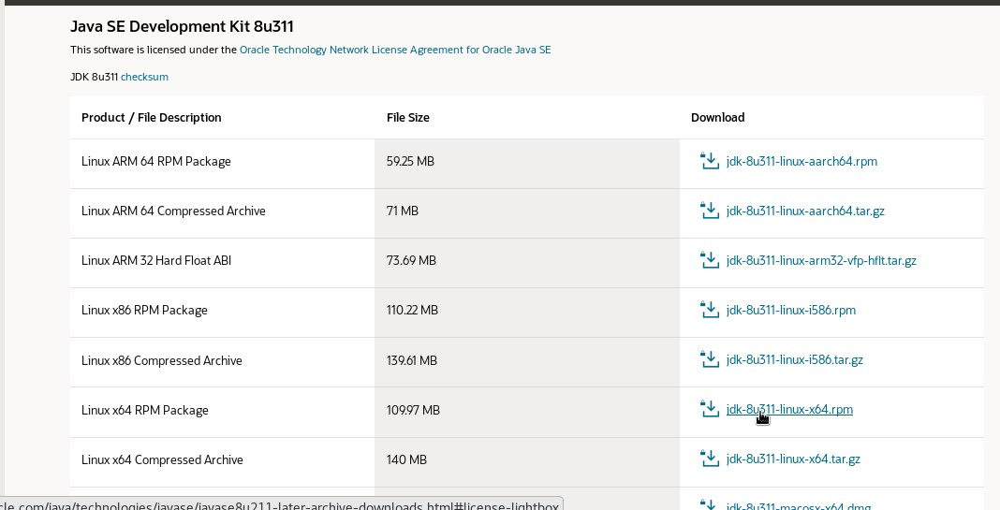 Java SE Development Kit 8u311
This software is licensed under the Oracle Technology Network License Agreement for Oracle Java SE
JDK 8u311 checksum
Product / File Description File Size Download
Linux ARM 64 RPM Package 59.25 MB jdk-8u311-linux-aarch64.rpm
Linux ARM 64 Compressed Archive 71 MB jdk-8u311-linux-aarch64.tar.gz
Linux ARM 32 Hard Float ABI 73.69 MB jdk-8u311-linux-arm32-vfp-hflt.tar.gz
Linux x86 RPM Package 110.22 MB jdk-8u311-linux-i586.rpm
Linux x86 Compressed Archive 139.61 MB jdk-8u311-linux-i586.tar.gz
Linux x64 RPM Package 109.97 MB jdk-8u311-linux-x64.rpm
Linux x64 Compressed Archive 140 MB jdk-8u311-linux-x64.tar.gz
cle.com/java/technologies/javase/javase8u211-later-archive-downloads.html#license-lightbox jdk-8u311-macosx-x64.dmg